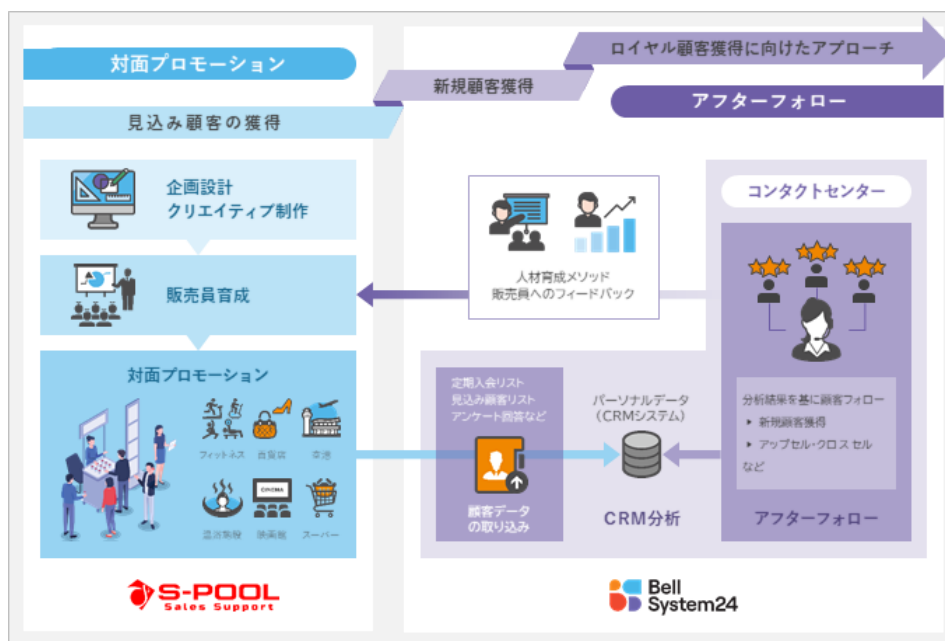 対面プロモーション
見込み顧客の獲得
新規顧客獲得
ロイヤル顧客獲得に向けたアプローチ
アフターフォロー
企画設計
クリエイティブ制作
販売員育成
対面プロモーション
フィットネス
百貨店
空港
CINEMA
温浴施設
映画館
スーパー
人材育成メソッド
販売員へのフィードバック
定期入会リスト
見込み顧客リスト
アンケート回答など
顧客データ
の取り込み
パーソナルデータ
(CRMシステム)
CRM分析
コンタクトセンター
分析結果を基に顧客フォロー
▶ 新規顧客獲得
▶ アップセル・クロスセル
など
アフターフォロー
S-POOL
Sales Support
Bell
System24